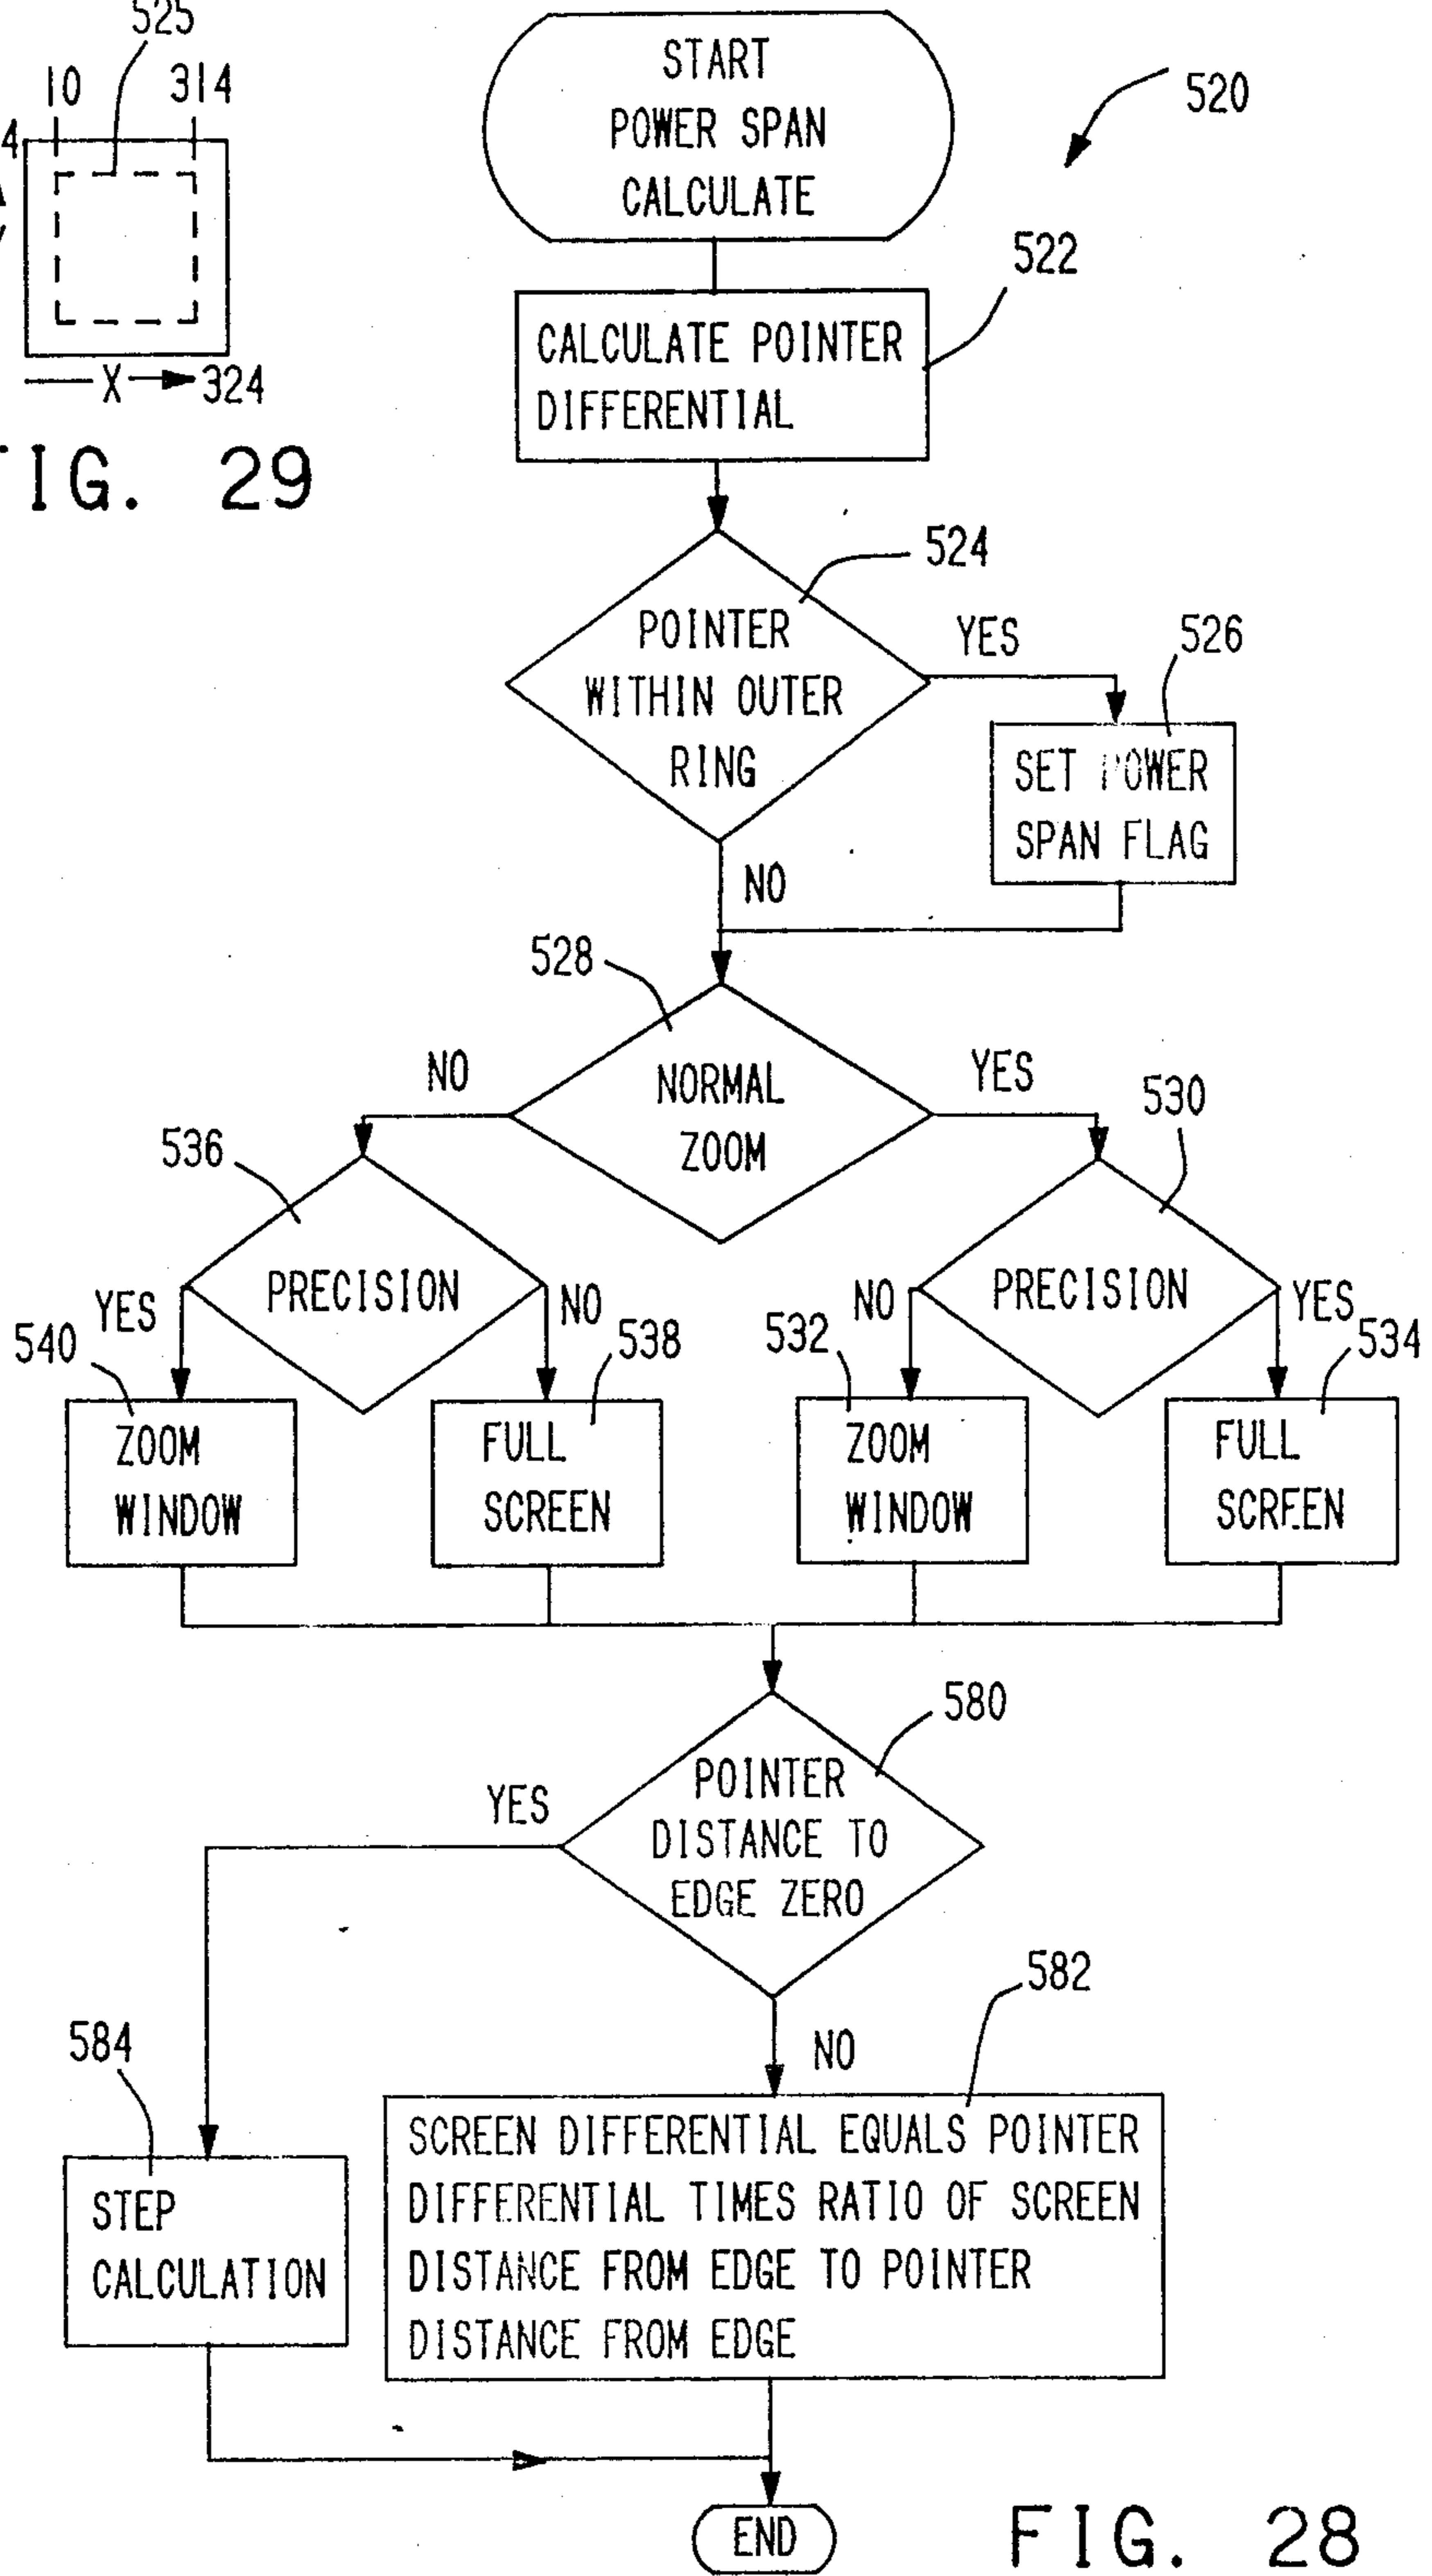 525
10 314
4
X 324
FIG. 29
START
POWER SPAN
CALCULATE
520
522
CALCULATE POINTER
DIFFERENTIAL
524
POINTER
WITHIN OUTER
RING
YES
526
SET POWER
SPAN FLAG
NO
528
NORMAL
ZOOM
NO
YES
530
536
PRECISION
PRECISION
YES
NO
NO
YES
540
538
532
534
ZOOM
WINDOW
FULL
SCREEN
ZOOM
WINDOW
FULL
SCREEN
580
POINTER
DISTANCE TO
EDGE ZERO
YES
NO
582
584
SCREEN DIFFERENTIAL EQUALS POINTER
DIFFERENTIAL TIMES RATIO OF SCREEN
DISTANCE FROM EDGE TO POINTER
DISTANCE FROM EDGE
STEP
CALCULATION
END
FIG. 28